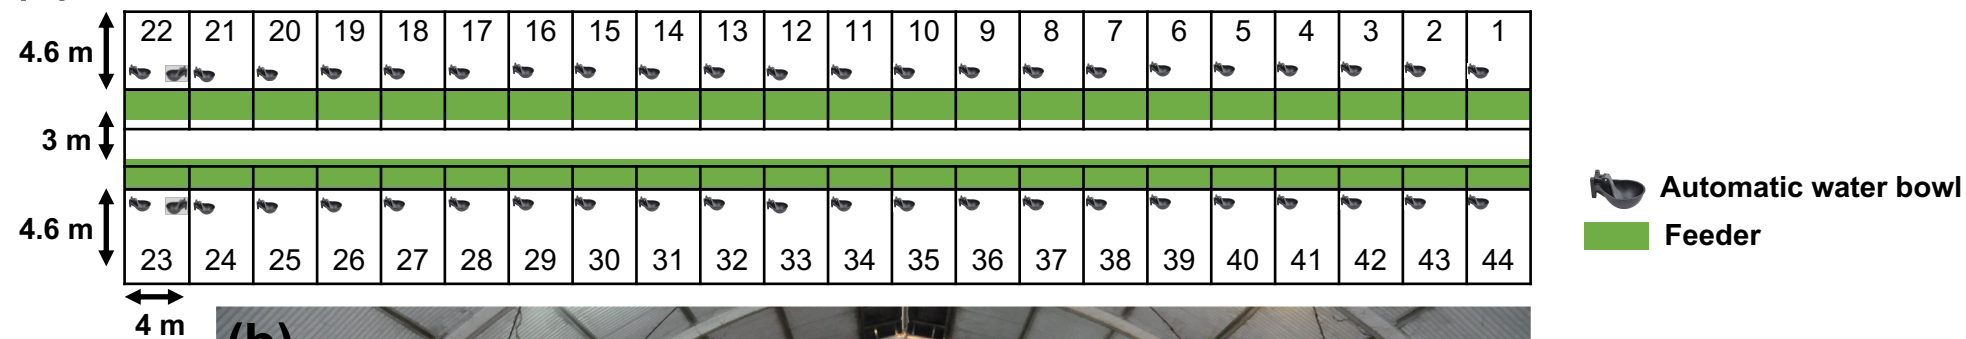 4.6 m
22 21 20 19 18 17 16 15 14 13 12 11 10 9 8 7 6 5 4 3 2 1
3 m
Automatic water bowl
4.6 m
Feeder
23 24 25 26 27 28 29 30 31 32 33 34 35 36 37 38 39 40 41 42 43 44
4 m
(b)